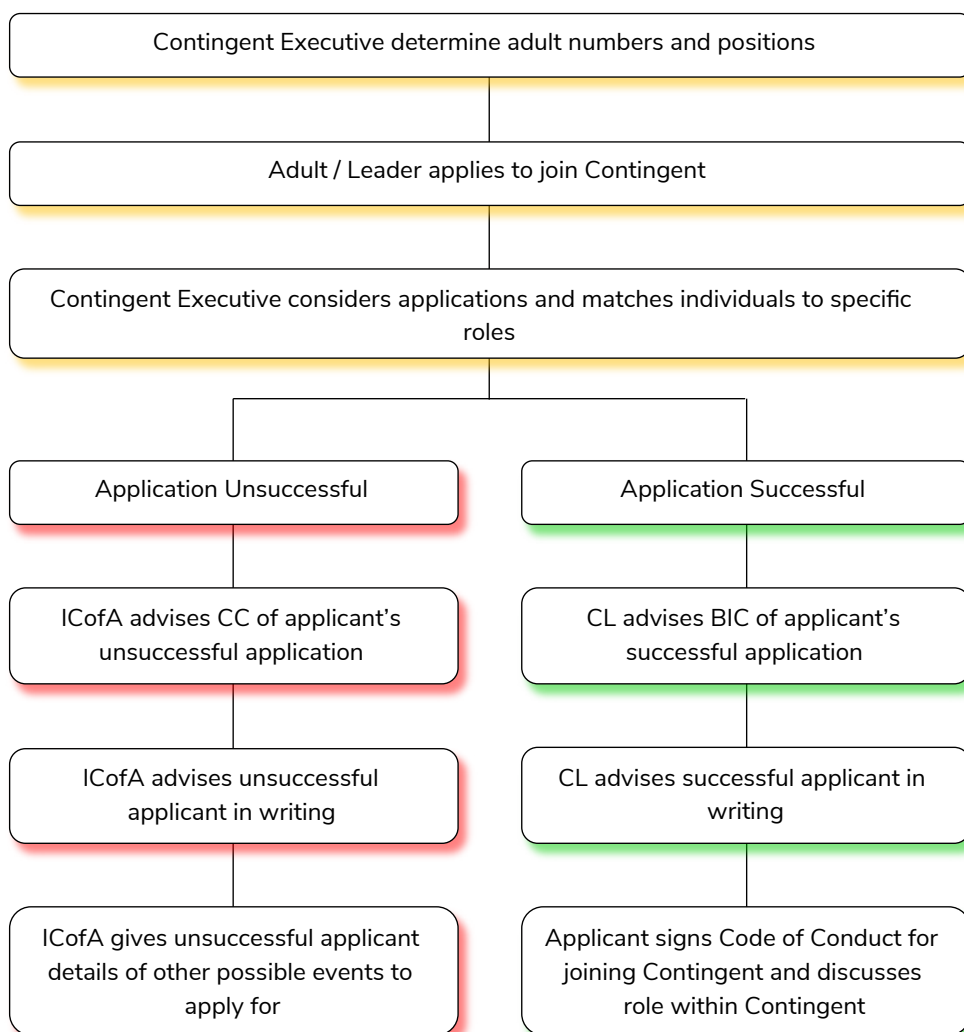 Contingent Executive determine adult numbers and positions
Adult / Leader applies to join Contingent
Contingent Executive considers applications and matches individuals to specific
roles
Application Unsuccessful
Application Successful
ICofA advises CC of applicant’s
unsuccessful application
CL advises BIC of applicant’s
successful application
ICofA advises unsuccessful
applicant in writing
CL advises successful applicant in
writing
ICofA gives unsuccessful applicant
details of other possible events to
apply for
Applicant signs Code of Conduct for
joining Contingent and discusses
role within Contingent